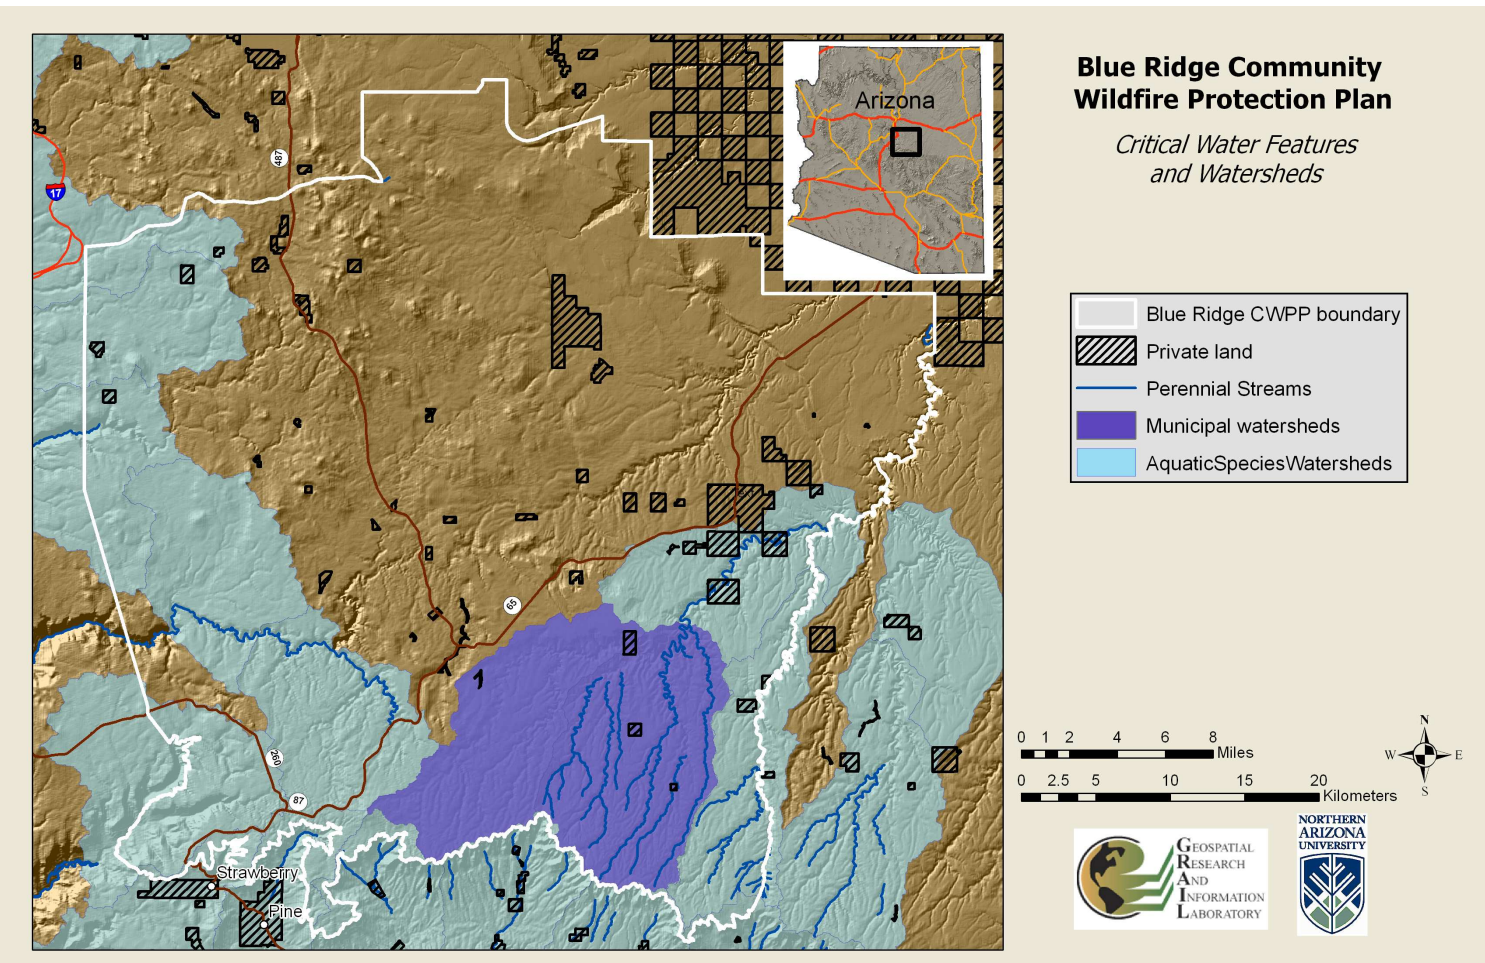 Blue Ridge Community
Wildfire Protection Plan
Critical Water Features
and Watersheds
Arizona
487
17
65
260
87
Strawberry
Pine
Blue Ridge CWPP boundary
Private land
Perennial Streams
Municipal watersheds
AquaticSpeciesWatersheds
0 1 2 4 6 8
Miles
0 2.5 5 10 15 20
Kilometers
N
W E
S
GEOSPATIAL
RESEARCH
AND
INFORMATION
LABORATORY
NORTHERN
ARIZONA
UNIVERSITY